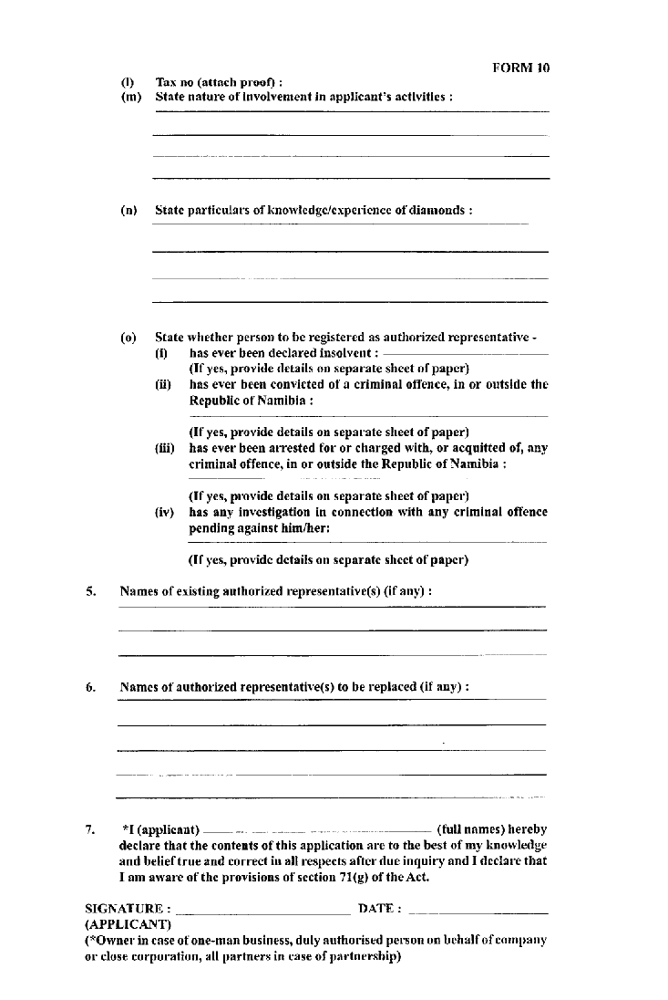 FORM 10
(l) Tax no (attach proof) :
(m) State nature of involvement in applicant's activities :
(n) State particulars of knowledge/experience of diamonds :
(o) State whether person to be registered as authorized representative -
(i) has ever been declared insolvent :
(If yes, provide details on separate sheet of paper)
(ii) has ever been convicted of a criminal offence, in or outside the
Republic of Namibia :
(If yes, provide details on separate sheet of paper)
(iii) has ever been arrested for or charged with, or acquitted of, any
criminal offence, in or outside the Republic of Namibia :
(If yes, provide details on separate sheet of paper)
(iv) has any investigation in connection with any criminal offence
pending against him/her:
(If yes, provide details on separate sheet of paper)
5. Names of existing authorized representative(s) (if any) :
6. Names of authorized representative(s) to be replaced (if any) :
7. *I (applicant) (full names) hereby
declare that the contents of this application are to the best of my knowledge
and belief true and correct in all respects after due inquiry and I declare that
I am aware of the provisions of section 71(g) of the Act.
SIGNATURE : DATE :
(APPLICANT)
(*Owner in case of one-man business, duly authorised person on behalf of company
or close corporation, all partners in case of partnership)